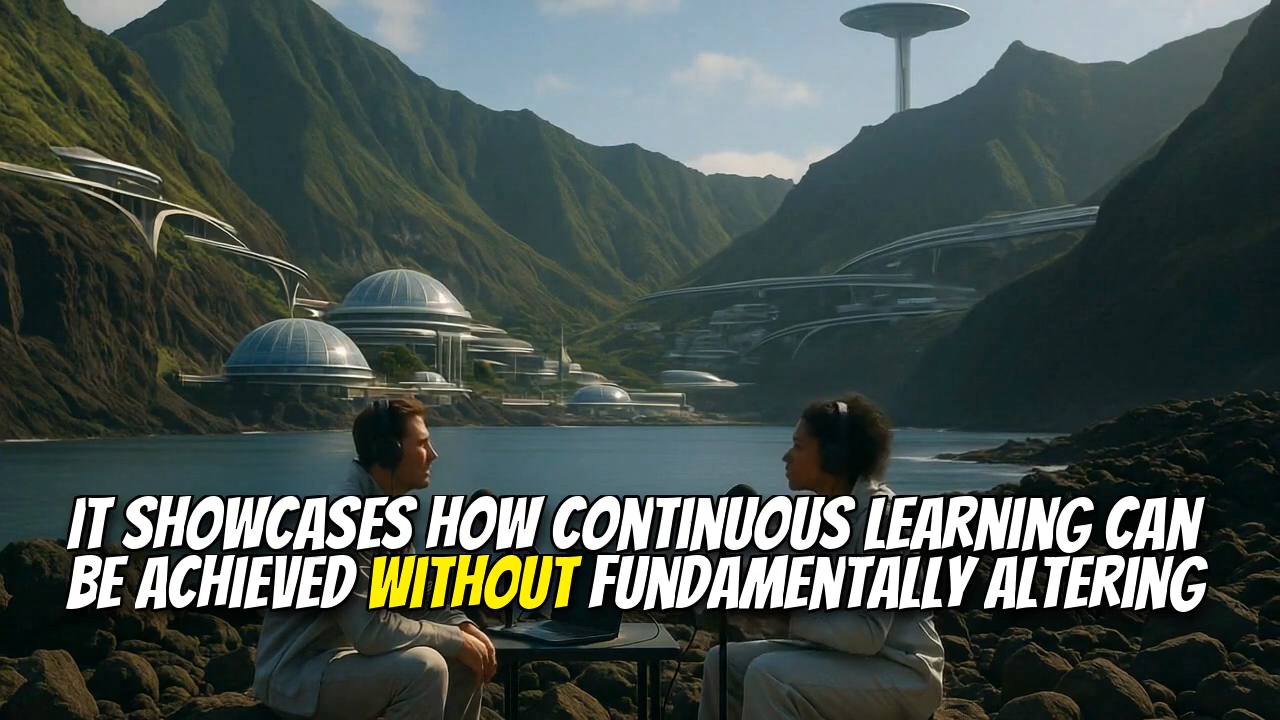 IT SHOWCASES HOW CONTINUOUS LEARNING CAN
BE ACHIEVED WITHOUT FUNDAMENTALLY ALTERING